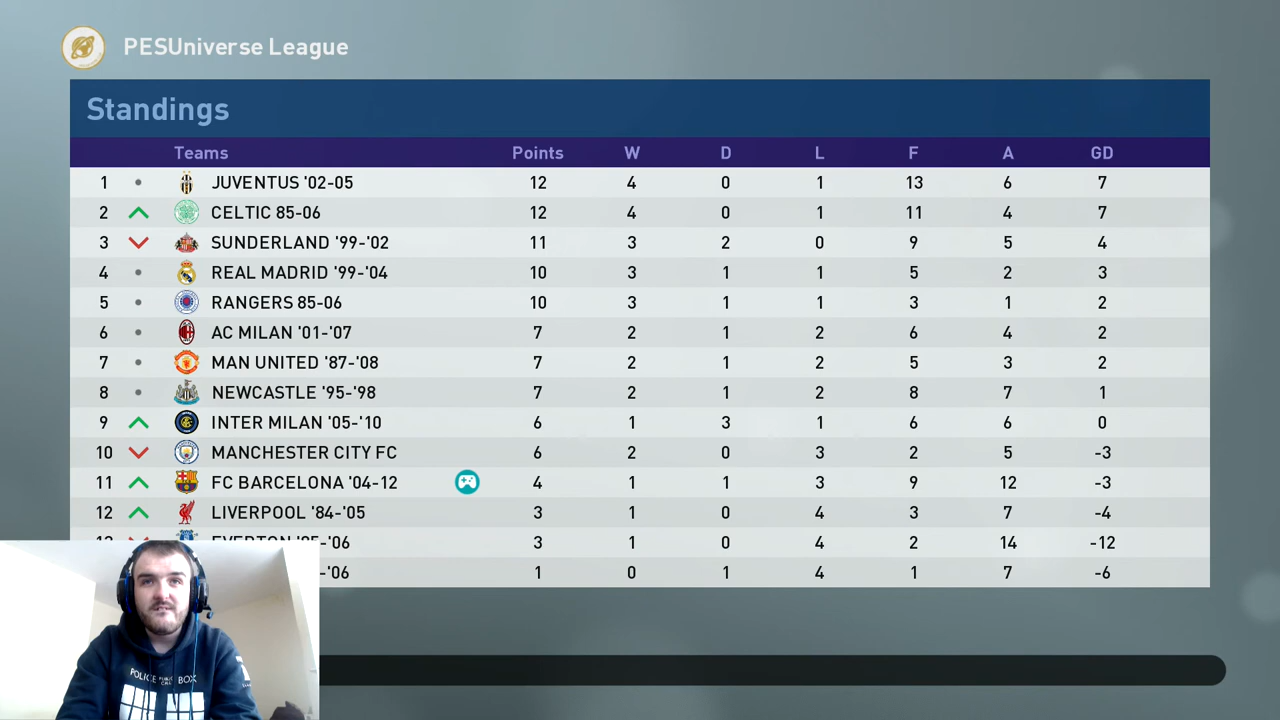 PESUniverse League
Standings
Teams Points W D L F A GD
1 JUVENTUS '02-05 12 4 0 1 13 6 7
2 CELTIC 85-06 12 4 0 1 11 4 7
3 SUNDERLAND '99-'02 11 3 2 0 9 5 4
4 REAL MADRID '99-'04 10 3 1 1 5 2 3
5 RANGERS 85-06 10 3 1 1 3 1 2
6 AC MILAN '01-'07 7 2 1 2 6 4 2
7 MAN UNITED '87-'08 7 2 1 2 5 3 2
8 NEWCASTLE '95-'98 7 2 1 2 8 7 1
9 INTER MILAN '05-'10 6 1 3 1 6 6 0
10 MANCHESTER CITY FC 6 2 0 3 2 5 -3
11 FC BARCELONA '04-12 4 1 1 3 9 12 -3
12 LIVERPOOL '84-'05 3 1 0 4 3 7 -4
EVERTON '06 3 1 0 4 2 14 -12
'06 1 0 1 4 1 7 -6
POLICE PUBLIC CALL BOX